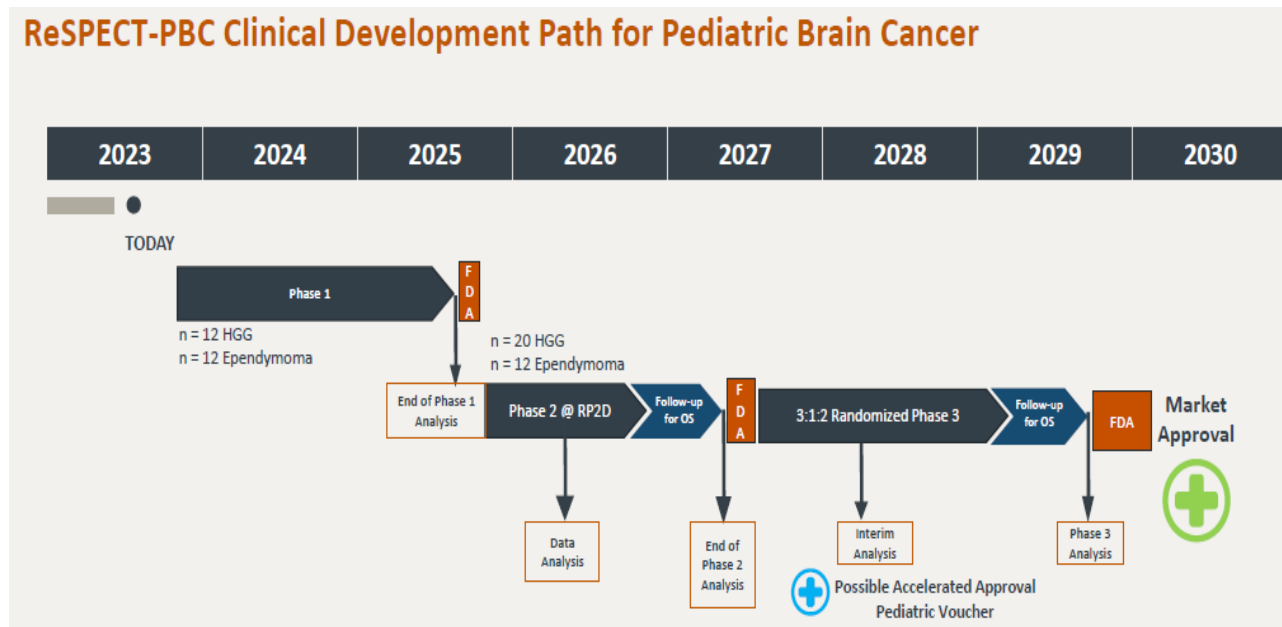 ReSPECT-PBC Clinical Development Path for Pediatric Brain Cancer
2023 2024 2025 2026 2027 2028 2029 2030
TODAY
Phase 1
F
D
A
n = 12 HGG
n = 12 Ependymoma
n = 20 HGG
n = 12 Ependymoma
End of Phase 1
Analysis
Phase 2 @ RP2D
Follow-up
for OS
F
D
A
3:1:2 Randomized Phase 3
Follow-up
for OS
FDA
Market
Approval
Data
Analysis
End of
Phase 2
Analysis
Interim
Analysis
Phase 3
Analysis
Possible Accelerated Approval
Pediatric Voucher